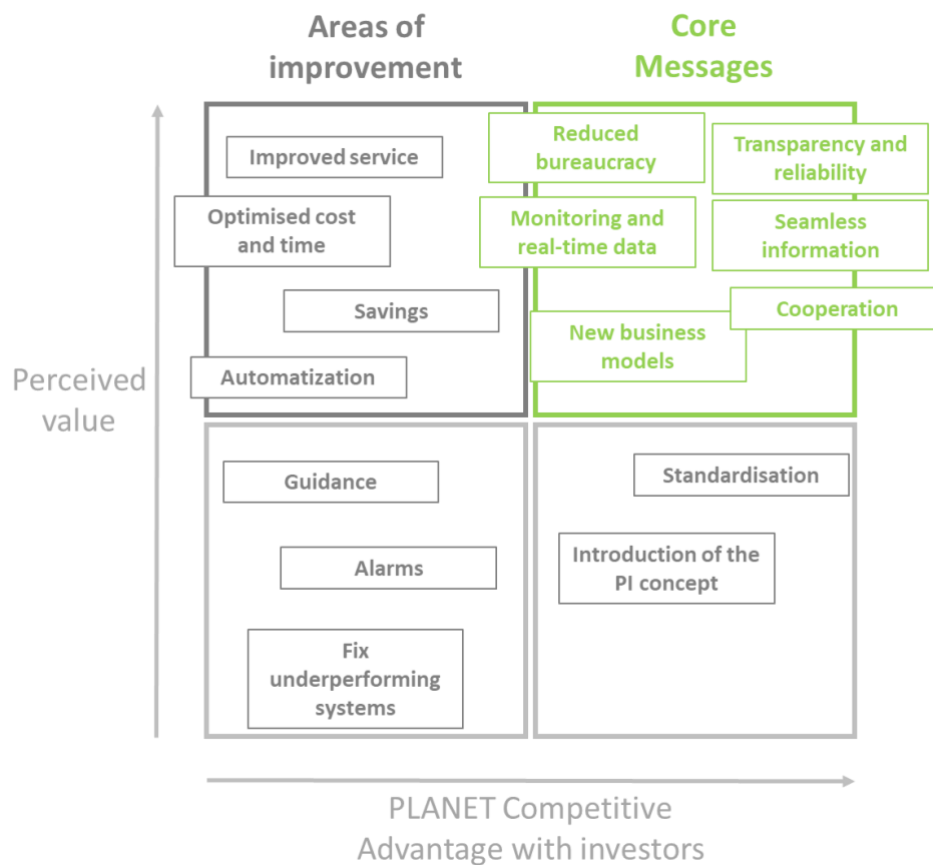 Areas of
improvement
Core
Messages
Improved service
Reduced
bureaucracy
Transparency and
reliability
Optimised cost
and time
Monitoring and
real-time data
Seamless
information
Savings
Cooperation
New business
models
Automatization
Perceived
value
Guidance
Standardisation
Alarms
Introduction of the
PI concept
Fix
underperforming
systems
PLANET Competitive
Advantage with investors